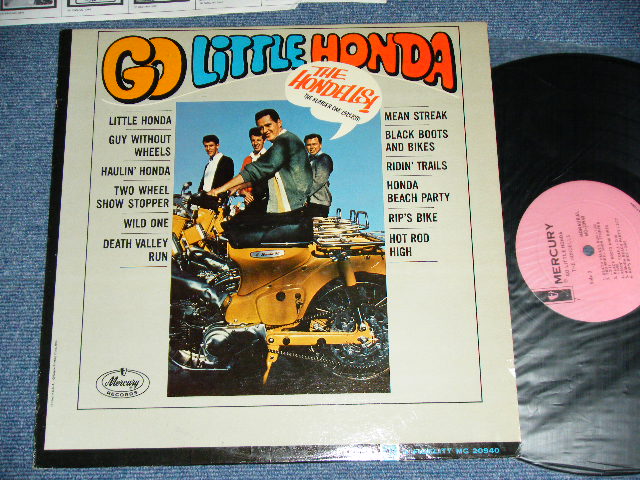 GO LITTLE HONDA
THE
HONDELLS!
LITTLE HONDA
GUY WITHOUT
WHEELS
HAULIN' HONDA
TWO WHEEL
SHOW STOPPER
WILD ONE
DEATH VALLEY
RUN
MEAN STREAK
BLACK BOOTS
AND BIKES
RIDIN' TRAILS
HONDA
BEACH PARTY
RIP'S BIKE
HOT ROD
HIGH
Mercury
RECORDS
MG 20940
MERCURY